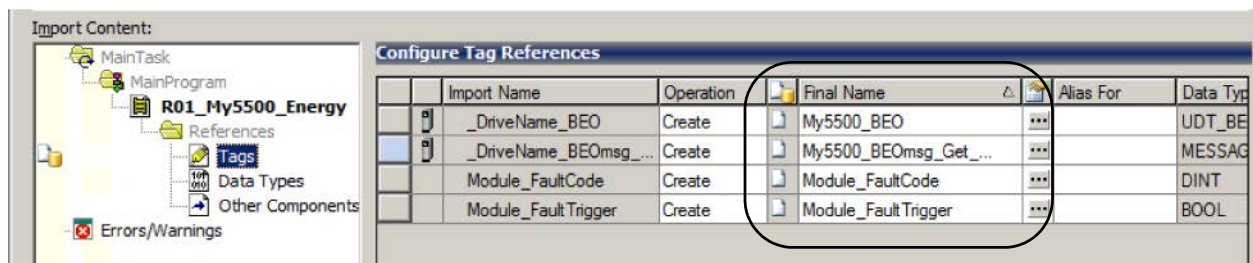 Import Content:
MainTask
MainProgram
R01_My5500_Energy
References
Tags
Data Types
Other Components
Errors/Warnings
Configure Tag References
Import Name Operation Final Name Alias For Data Typ
_DriveName_BEO Create My5500_BEO ... UDT_BE
_DriveName_BEOmsg_... Create My5500_BEOmsg_Get_... ... MESSAG
Module_FaultCode Create Module_FaultCode ... DINT
Module_FaultTrigger Create Module_FaultTrigger ... BOOL